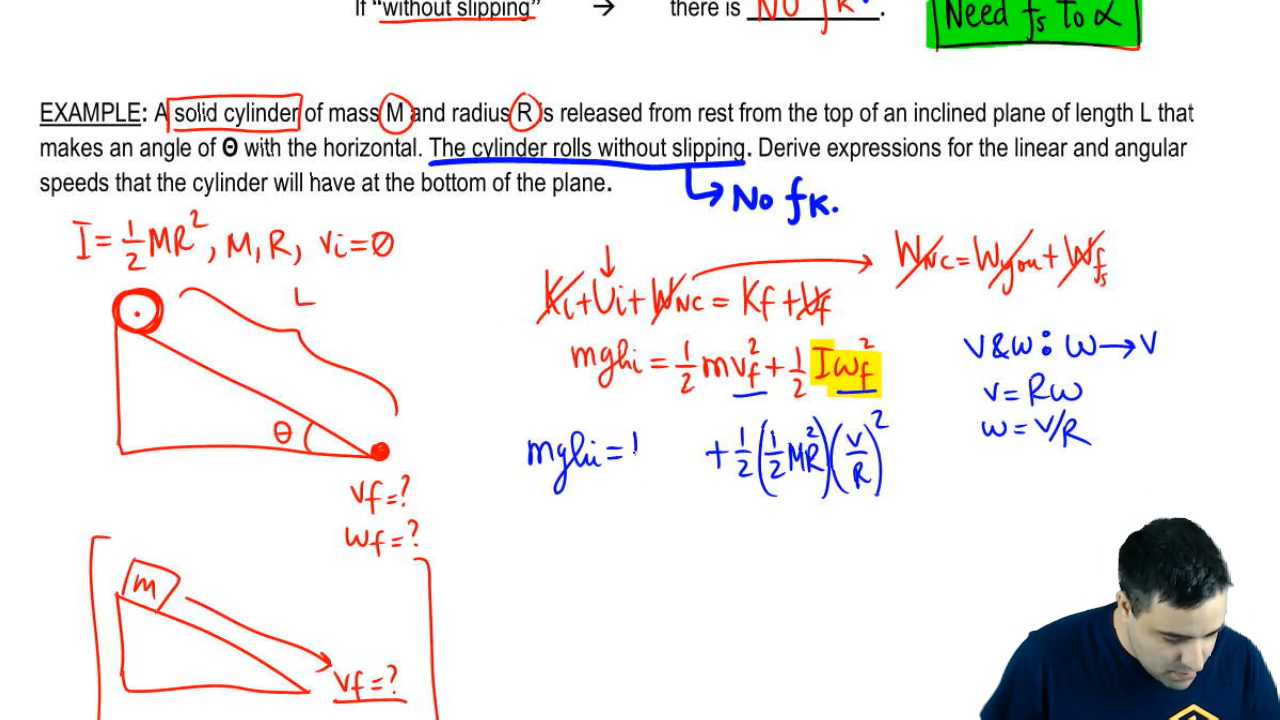 If “without slipping” → there is NO fk.
Need fs To α
EXAMPLE: A solid cylinder of mass M and radius R is released from rest from the top of an inclined plane of length L that
makes an angle of Θ with the horizontal. The cylinder rolls without slipping. Derive expressions for the linear and angular
speeds that the cylinder will have at the bottom of the plane.
No fk.
I = 1/2 MR², M, R, vi = 0
L
θ
vf = ?
wf = ?
m
vf = ?
Ki + Ui + WNC = Kf + Uf
WNC = Wyou + Wfs
mghi = 1/2 mvf² + 1/2 Iωf²
mghi = 1 + 1/2 (1/2 MR²)(v/R)²
V & ω : ω → V
v = Rω
ω = v/R